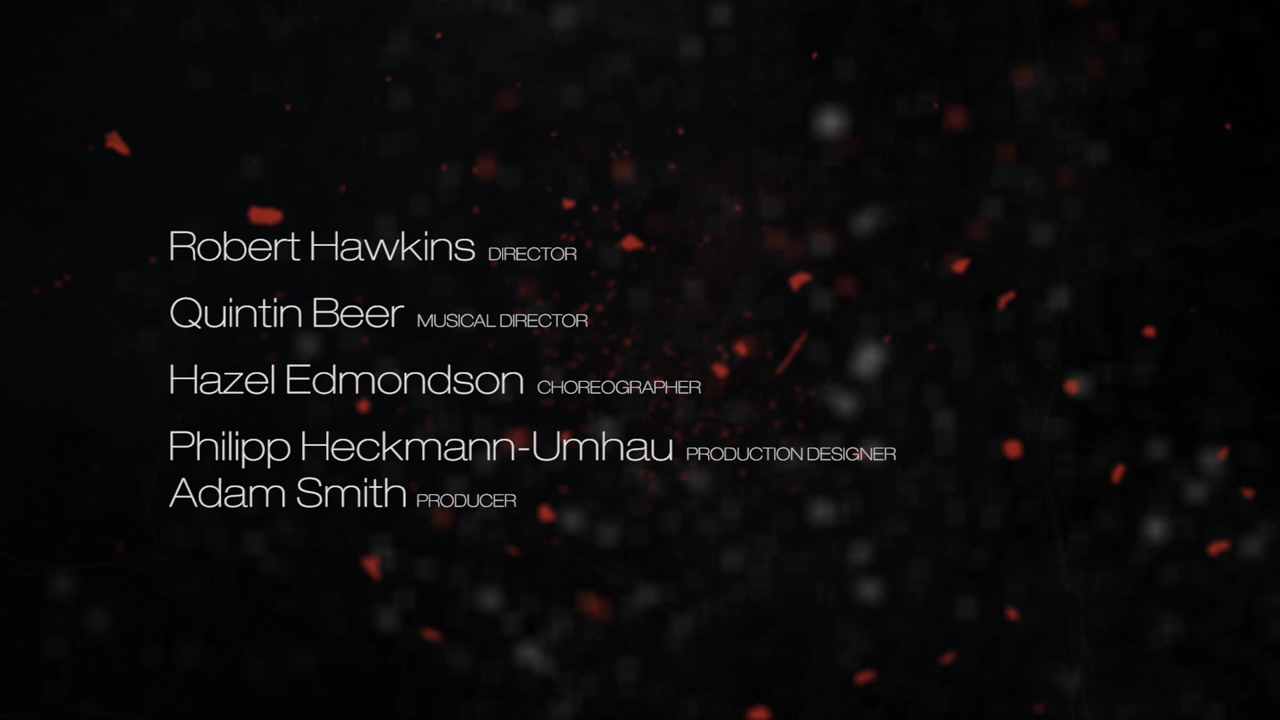 Robert Hawkins DIRECTOR
Quintin Beer MUSICAL DIRECTOR
Hazel Edmondson CHOREOGRAPHER
Philipp Heckmann-Umhau PRODUCTION DESIGNER
Adam Smith PRODUCER